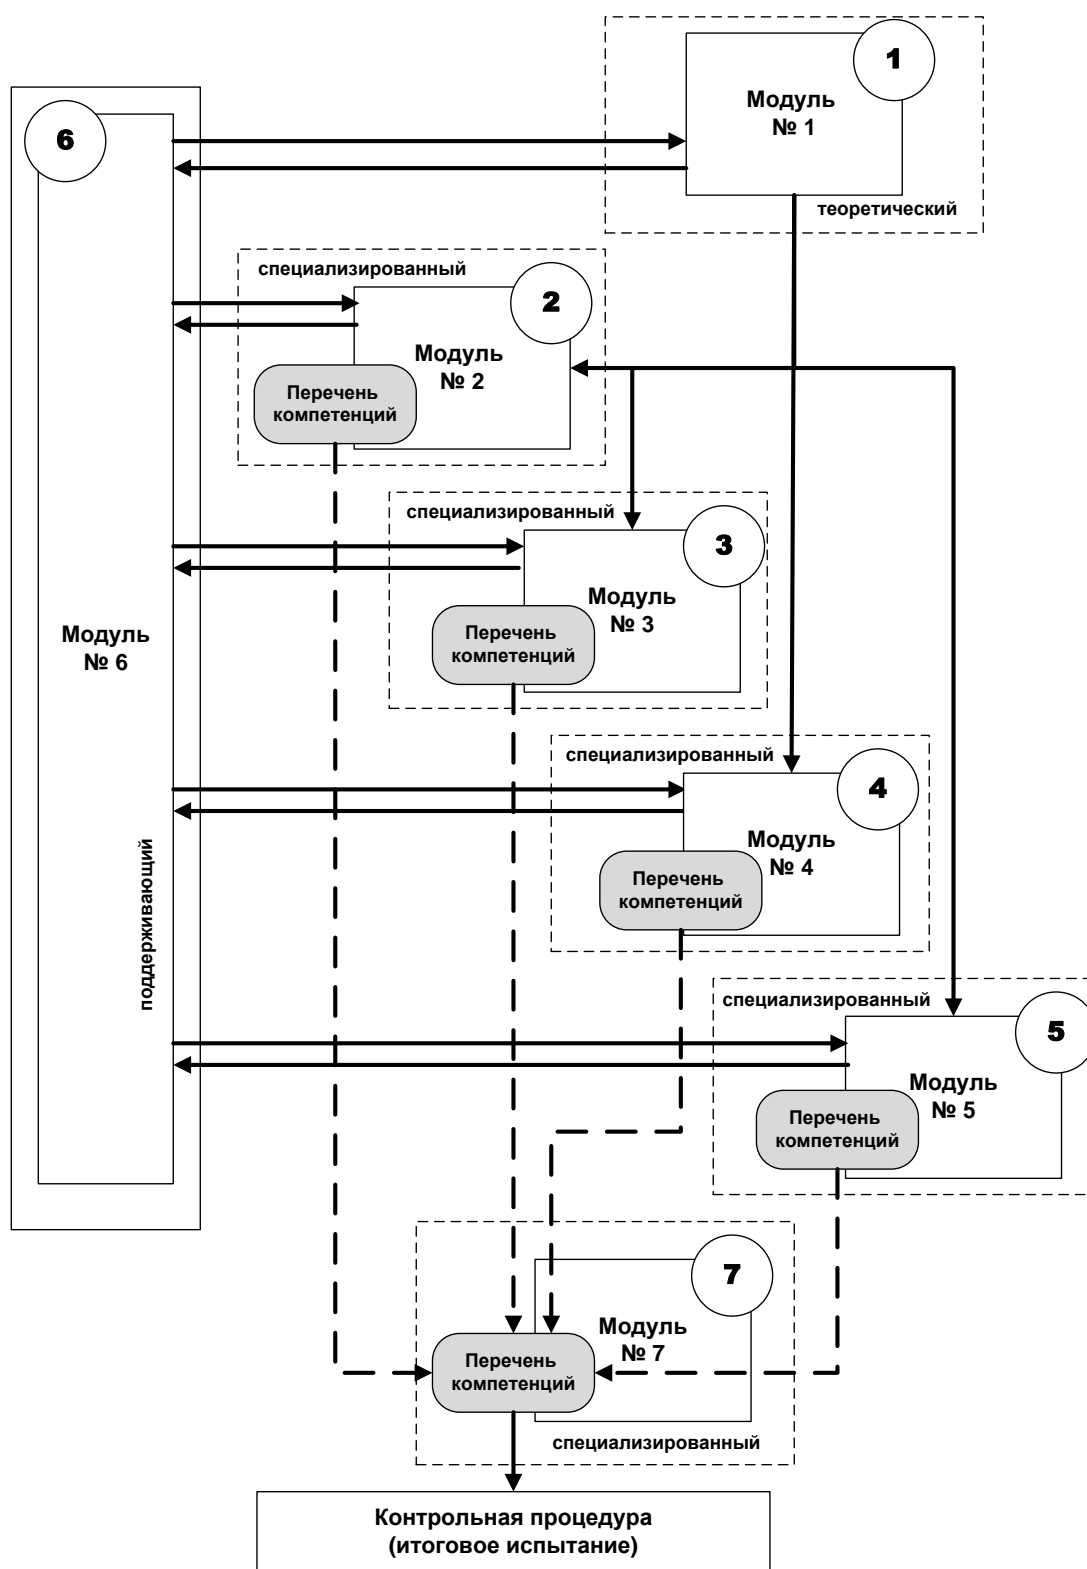 1
Модуль
№ 1
теоретический
6
Модуль
№ 6
поддерживающий
специализированный
2
Модуль
№ 2
Перечень
компетенций
специализированный
3
Модуль
№ 3
Перечень
компетенций
специализированный
4
Модуль
№ 4
Перечень
компетенций
специализированный
5
Модуль
№ 5
Перечень
компетенций
7
Модуль
№ 7
Перечень
компетенций
специализированный
Контрольная процедура
(итоговое испытание)